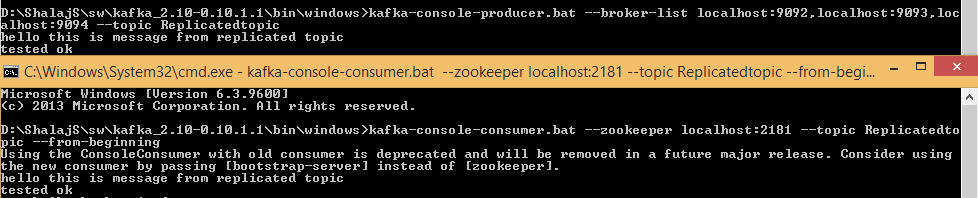 D:\ShalajS\sw\kafka_2.10-0.10.1.1\bin\windows>kafka-console-producer.bat --broker-list localhost:9092,localhost:9093,loc
alhost:9094 --topic Replicatedtopic
hello this is message from replicated topic
tested ok
C:\Windows\System32\cmd.exe - kafka-console-consumer.bat --zookeeper localhost:2181 --topic Replicatedtopic --from-begi...
Microsoft Windows [Version 6.3.9600]
(c) 2013 Microsoft Corporation. All rights reserved.
D:\ShalajS\sw\kafka_2.10-0.10.1.1\bin\windows>kafka-console-consumer.bat --zookeeper localhost:2181 --topic Replicatedto
pic --from-beginning
Using the ConsoleConsumer with old consumer is deprecated and will be removed in a future major release. Consider using
the new consumer by passing [bootstrap-server] instead of [zookeeper].
hello this is message from replicated topic
tested ok